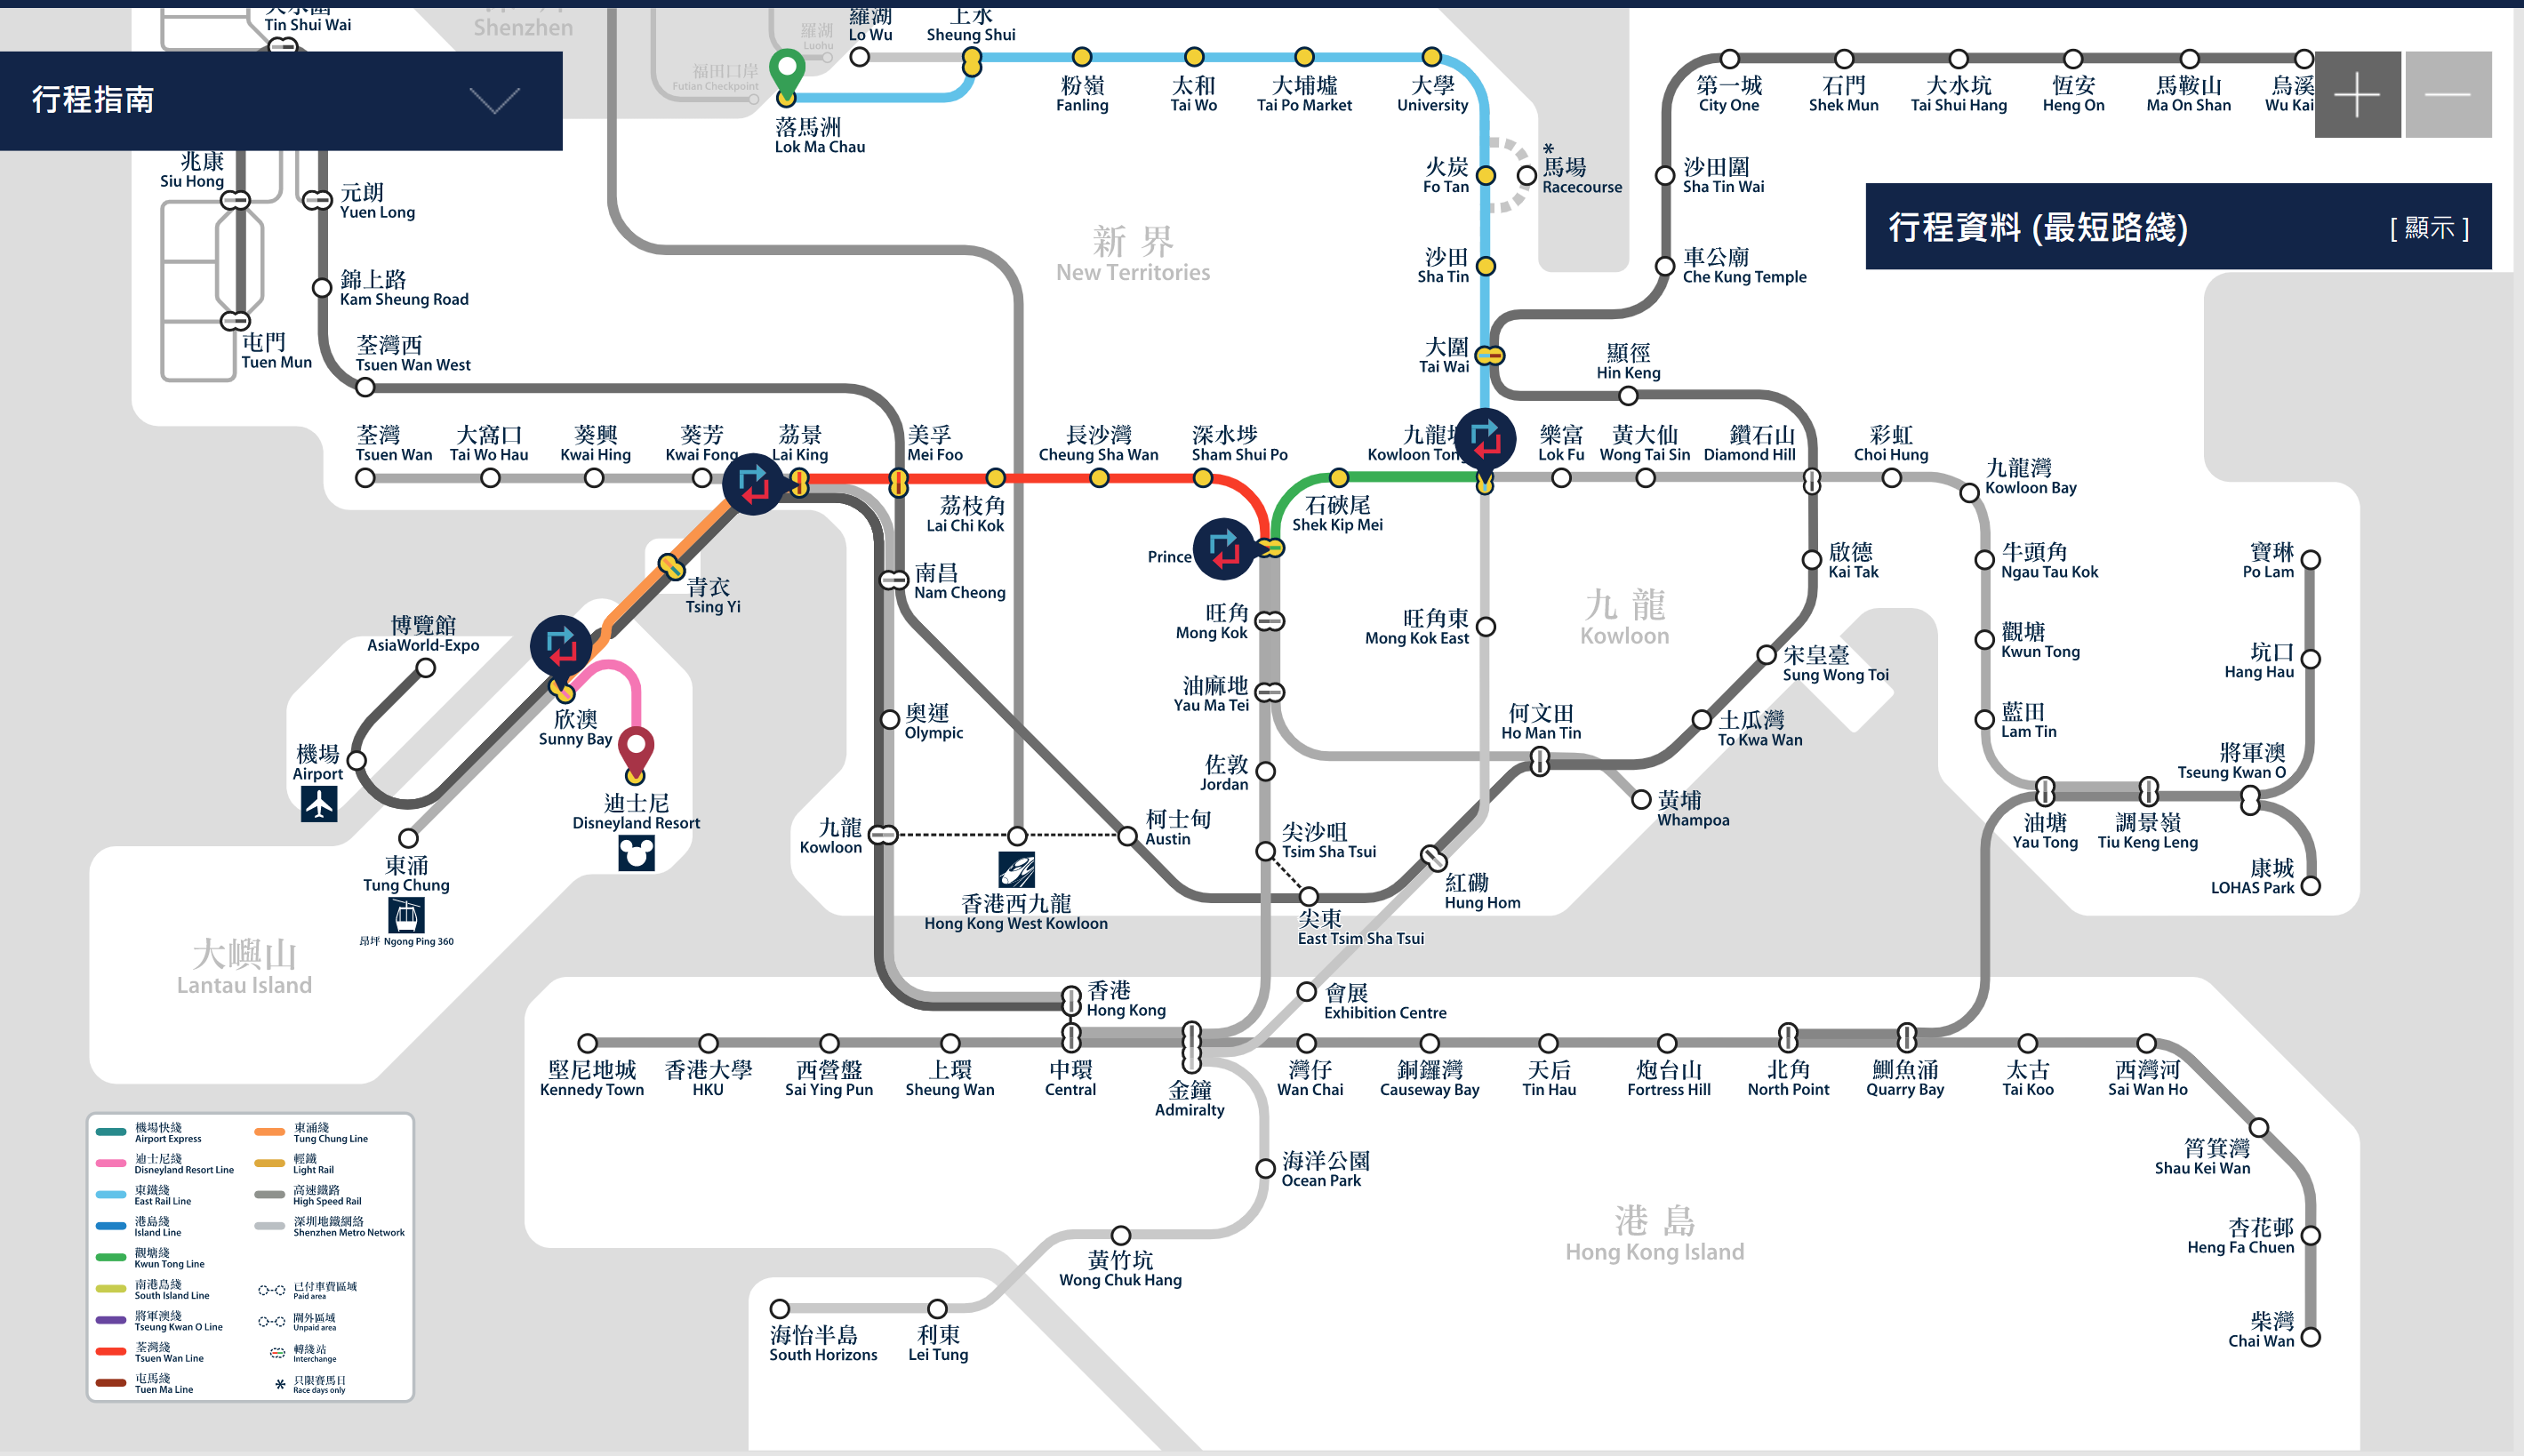 Tin Shui Wai
Shenzhen
羅湖
Luohu
福田口岸
Futian Checkpoint
羅湖
Lo Wu
上水
Sheung Shui
行程指南
落馬洲
Lok Ma Chau
粉嶺
Fanling
太和
Tai Wo
大埔墟
Tai Po Market
大學
University
第一城
City One
石門
Shek Mun
大水坑
Tai Shui Hang
恆安
Heng On
馬鞍山
Ma On Shan
烏溪
Wu Kai
行程資料 (最短路綫)
[ 顯示 ]
兆康
Siu Hong
元朗
Yuen Long
火炭
Fo Tan
*
馬場
Racecourse
沙田圍
Sha Tin Wai
新界
New Territories
沙田
Sha Tin
車公廟
Che Kung Temple
錦上路
Kam Sheung Road
屯門
Tuen Mun
荃灣西
Tsuen Wan West
大圍
Tai Wai
顯徑
Hin Keng
荃灣
Tsuen Wan
大窩口
Tai Wo Hau
葵興
Kwai Hing
葵芳
Kwai Fong
荔景
Lai King
美孚
Mei Foo
荔枝角
Lai Chi Kok
長沙灣
Cheung Sha Wan
深水埗
Sham Shui Po
石硤尾
Shek Kip Mei
九龍
Kowloon Tong
樂富
Lok Fu
黃大仙
Wong Tai Sin
鑽石山
Diamond Hill
彩虹
Choi Hung
九龍灣
Kowloon Bay
Prince
青衣
Tsing Yi
南昌
Nam Cheong
旺角
Mong Kok
旺角東
Mong Kok East
九龍
Kowloon
啟德
Kai Tak
牛頭角
Ngau Tau Kok
寶琳
Po Lam
博覽館
AsiaWorld-Expo
宋皇臺
Sung Wong Toi
觀塘
Kwun Tong
坑口
Hang Hau
欣澳
Sunny Bay
奧運
Olympic
油麻地
Yau Ma Tei
何文田
Ho Man Tin
土瓜灣
To Kwa Wan
藍田
Lam Tin
將軍澳
Tseung Kwan O
機場
Airport
迪士尼
Disneyland Resort
佐敦
Jordan
黃埔
Whampoa
油塘
Yau Tong
調景嶺
Tiu Keng Leng
東涌
Tung Chung
昂坪 Ngong Ping 360
九龍
Kowloon
柯士甸
Austin
尖沙咀
Tsim Sha Tsui
紅磡
Hung Hom
康城
LOHAS Park
香港西九龍
Hong Kong West Kowloon
尖東
East Tsim Sha Tsui
大嶼山
Lantau Island
香港
Hong Kong
會展
Exhibition Centre
堅尼地城
Kennedy Town
香港大學
HKU
西營盤
Sai Ying Pun
上環
Sheung Wan
中環
Central
金鐘
Admiralty
灣仔
Wan Chai
銅鑼灣
Causeway Bay
天后
Tin Hau
炮台山
Fortress Hill
北角
North Point
鰂魚涌
Quarry Bay
太古
Tai Koo
西灣河
Sai Wan Ho
筲箕灣
Shau Kei Wan
海洋公園
Ocean Park
港島
Hong Kong Island
杏花邨
Heng Fa Chuen
黃竹坑
Wong Chuk Hang
海怡半島
South Horizons
利東
Lei Tung
柴灣
Chai Wan
機場快綫
Airport Express
迪士尼綫
Disneyland Resort Line
東鐵綫
East Rail Line
港島綫
Island Line
觀塘綫
Kwun Tong Line
南港島綫
South Island Line
將軍澳綫
Tseung Kwan O Line
荃灣綫
Tsuen Wan Line
屯馬綫
Tuen Ma Line
東涌綫
Tung Chung Line
輕鐵
Light Rail
高速鐵路
High Speed Rail
深圳地鐵網絡
Shenzhen Metro Network
已付車費區域
Paid area
閘外區域
Unpaid area
轉綫站
Interchange
*
只限賽馬日
Race days only